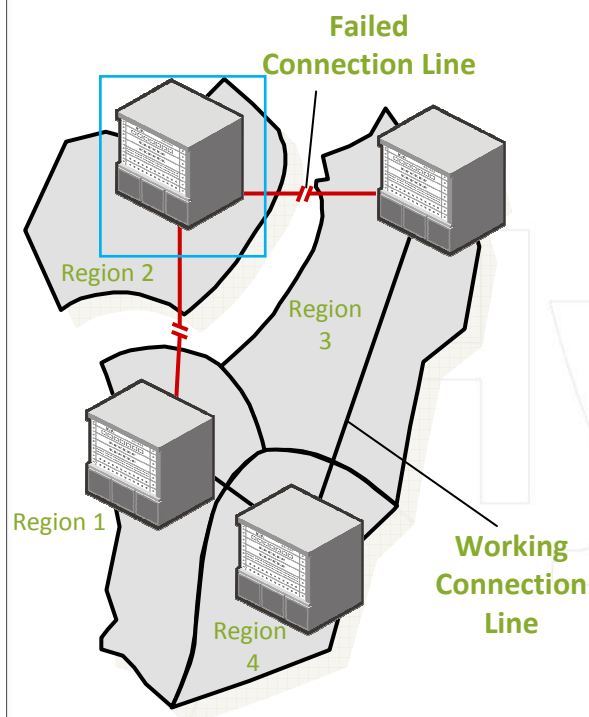 Failed
Connection Line
Region 2
Region
3
Region 1
Working
Connection
Line
Region
4